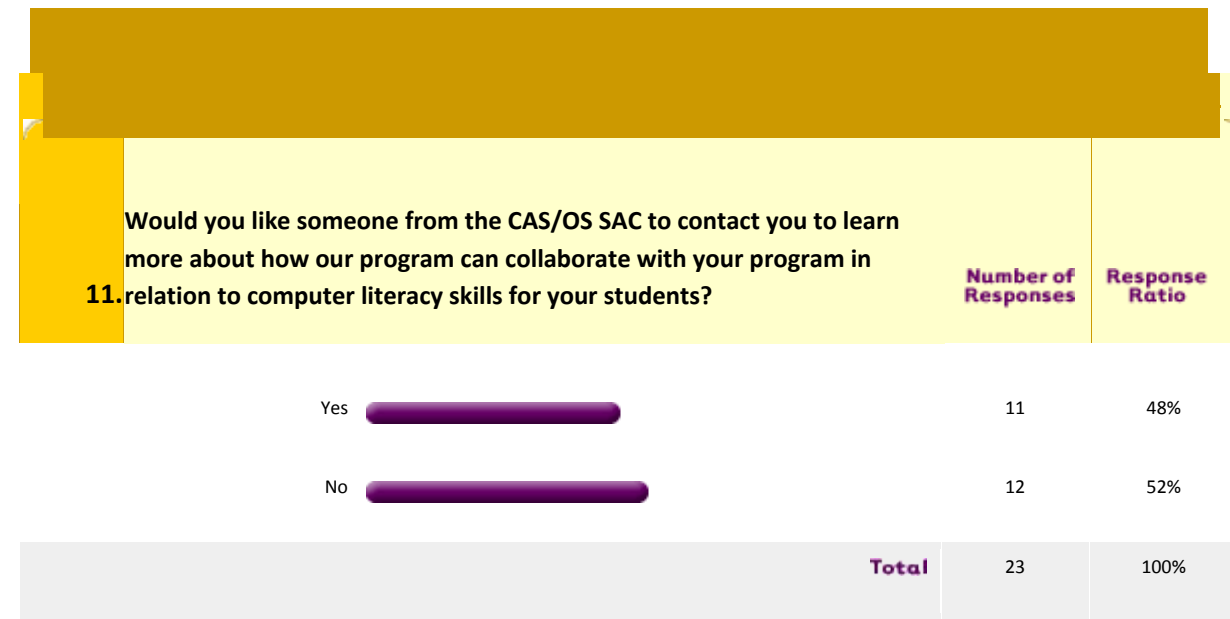 Would you like someone from the CAS/OS SAC to contact you to learn
more about how our program can collaborate with your program in
11. relation to computer literacy skills for your students?
Number of
Responses
Response
Ratio
Yes 11 48%
No 12 52%
Total 23 100%